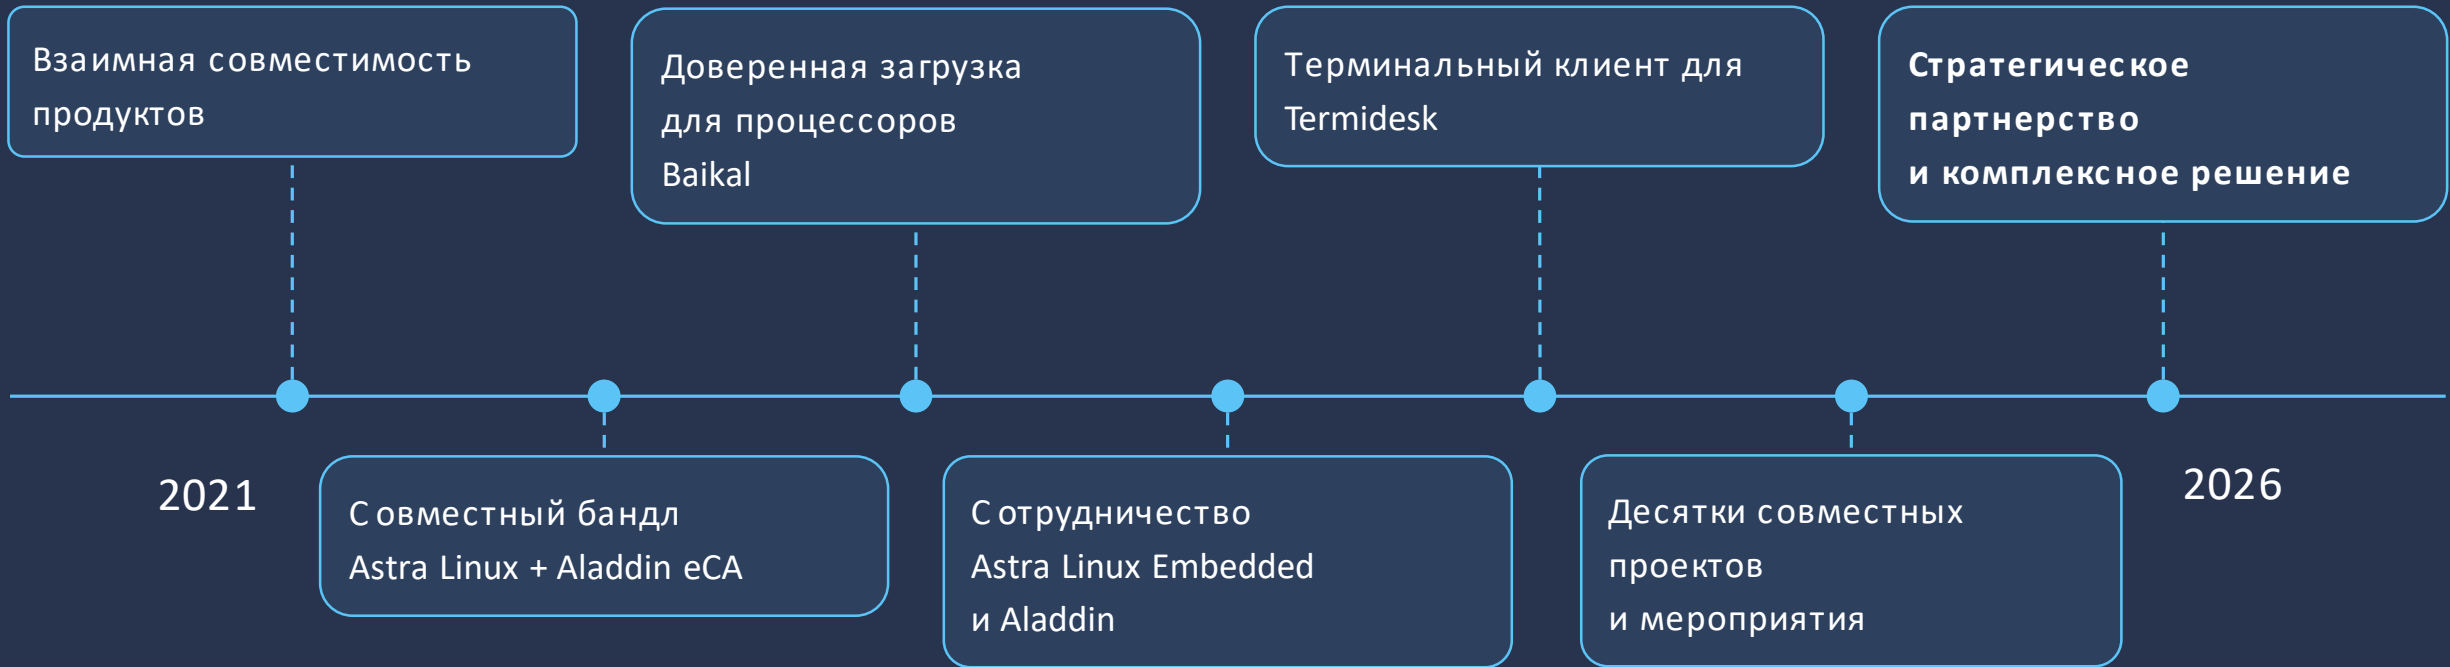 Взаимная совместимость
продуктов
Доверенная загрузка
для процессоров
Baikal
Терминальный клиент для
Termidesk
Стратегическое
партнерство
и комплексное решение
2021
Совместный бандл
Astra Linux + Aladdin eCA
Сотрудничество
Astra Linux Embedded
и Aladdin
Десятки совместных
проектов
и мероприятия
2026